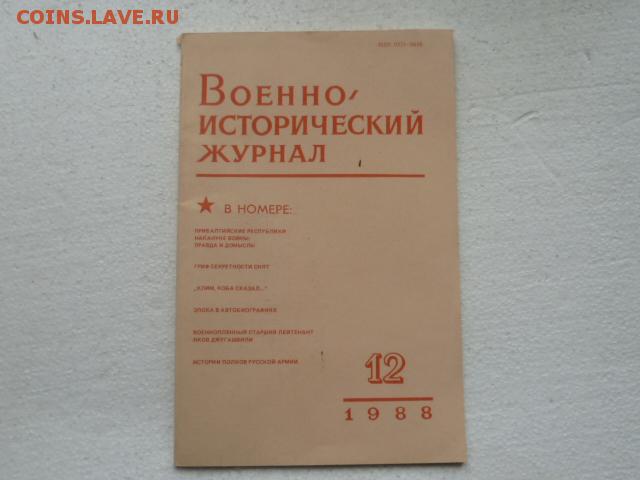 COINS.LAVE.RU
ВОЕННО-
ИСТОРИЧЕСКИЙ
ЖУРНАЛ
В НОМЕРЕ:
ПРИБАЛТИЙСКИЕ РЕСПУБЛИКИ
НАКАНУНЕ ВОЙНЫ:
ПРАВДА И ДОМЫСЛЫ
ГРИФ СЕКРЕТНОСТИ СНЯТ
„КЛИМ, КОБА СКАЗАЛ..."
ЭПОХА В АВТОБИОГРАФИЯХ
ВОЕННОПЛЕННЫЙ СТАРШИЙ ЛЕЙТЕНАНТ
ЯКОВ ДЖУГАШВИЛИ
ИСТОРИИ ПОЛКОВ РУССКОЙ АРМИИ
12
1988